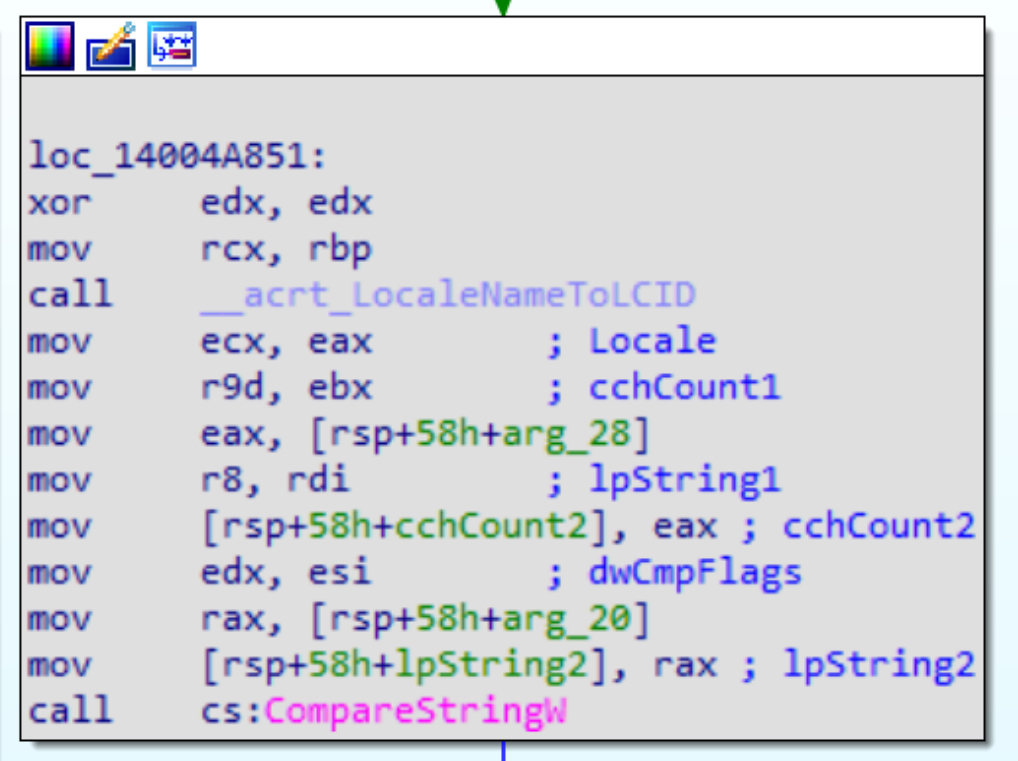 loc_14004A851:
xor edx, edx
mov rcx, rbp
call __acrt_LocaleNameToLCID
mov ecx, eax ; Locale
mov r9d, ebx ; cchCount1
mov eax, [rsp+58h+arg_28]
mov r8, rdi ; lpString1
mov [rsp+58h+cchCount2], eax ; cchCount2
mov edx, esi ; dwCmpFlags
mov rax, [rsp+58h+arg_20]
mov [rsp+58h+lpString2], rax ; lpString2
call cs:CompareStringW